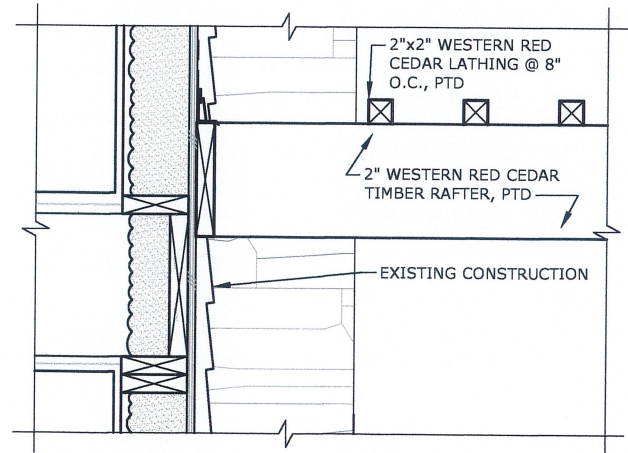 2"x2" WESTERN RED
CEDAR LATHING @ 8"
O.C., PTD
2" WESTERN RED CEDAR
TIMBER RAFTER, PTD
EXISTING CONSTRUCTION